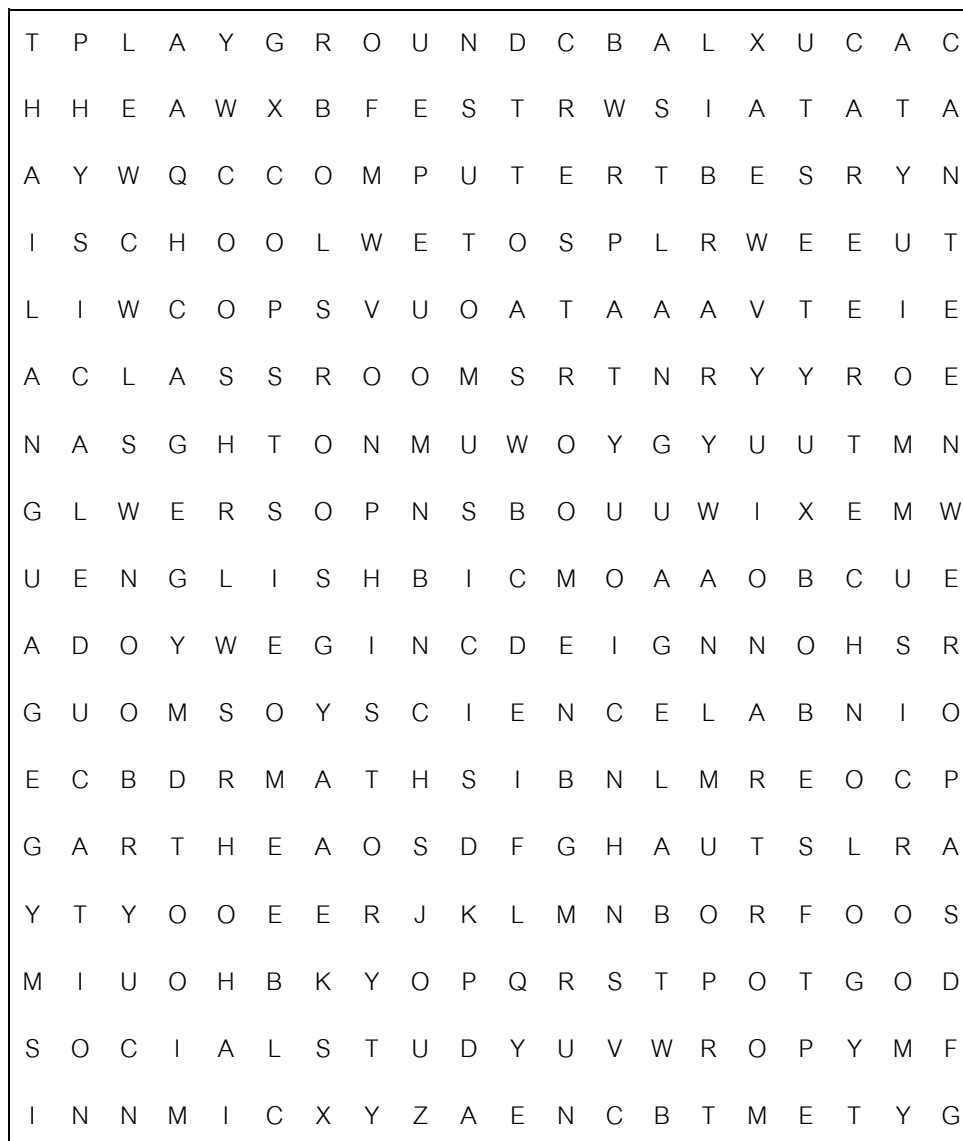 T P L A Y G R O U N D C B A L X U C A C
H H E A W X B F E S T R W S I A T A T A
A Y W Q C C O M P U T E R T B E S R Y N
I S C H O O L W E T O S P L R W E E U T
L I W C O P S V U O A T A A A V T E I E
A C L A S S R O O M S R T N R Y Y R O E
N A S G H T O N M U W O Y G Y U U T M N
G L W E R S O P N S B O U U W I X E M W
U E N G L I S H B I C M O A A O B C U E
A D O Y W E G I N C D E I G N N O H S R
G U O M S O Y S C I E N C E L A B N I O
E C B D R M A T H S I B N L M R E O C P
G A R T H E A O S D F G H A U T S L R A
Y T Y O O E E R J K L M N B O R F O O S
M I U O H B K Y O P Q R S T P O T G O D
S O C I A L S T U D Y U V W R O P Y M F
I N N M I C X Y Z A E N C B T M E T Y G